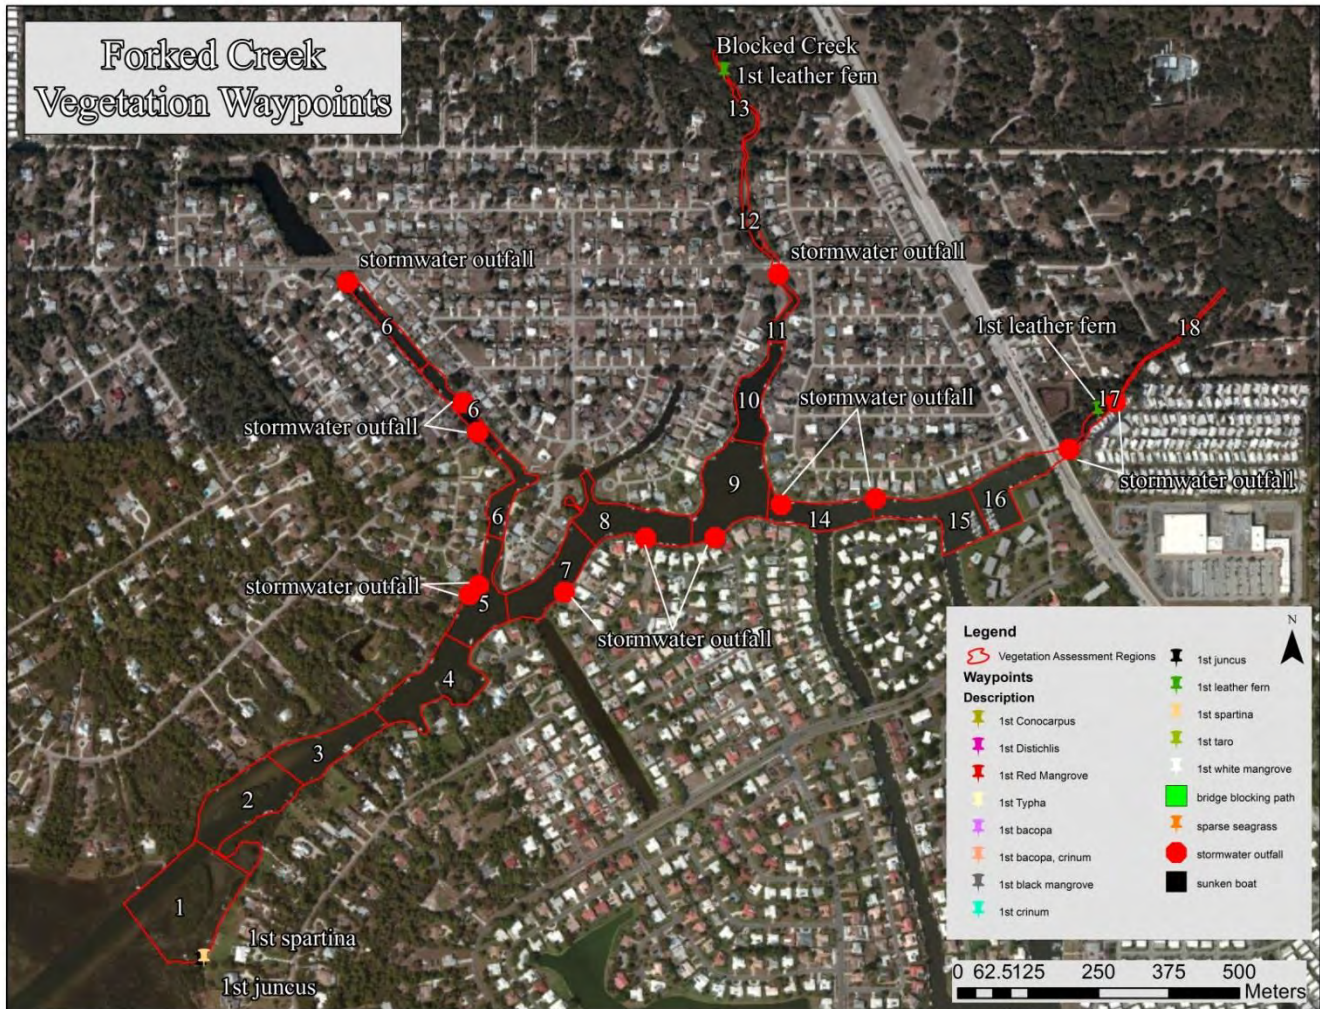 Forked Creek
Vegetation Waypoints
Blocked Creek
1st leather fern
13
12
stormwater outfall
stormwater outfall
6
11
1st leather fern
18
17
10
stormwater outfall
6
stormwater outfall
stormwater outfall
9
16
6
8
14
15
7
stormwater outfall
5
stormwater outfall
4
3
2
1
1st spartina
1st juncus
Legend
Vegetation Assessment Regions
Waypoints
Description
1st Conocarpus
1st Distichlis
1st Red Mangrove
1st Typha
1st bacopa
1st bacopa, crinum
1st black mangrove
1st crinum
N
1st juncus
1st leather fern
1st spartina
1st taro
1st white mangrove
bridge blocking path
sparse seagrass
stormwater outfall
sunken boat
0 62.5125 250 375 500
Meters